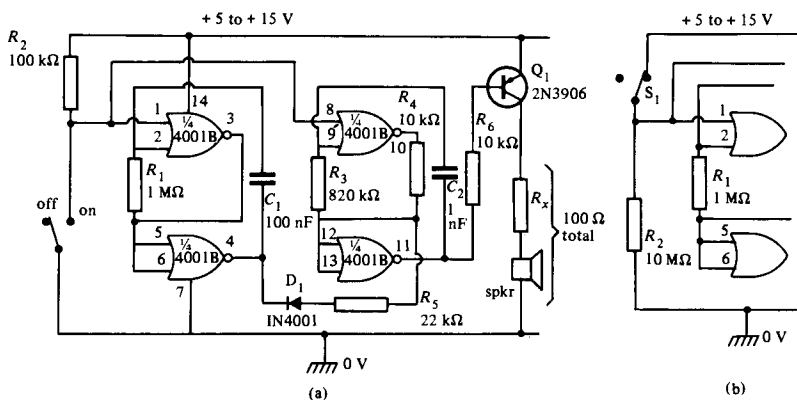 + 5 to + 15 V
R2
100 kΩ
14
1
2
3
¼
4001B
R1
1 MΩ
C1
100 nF
off
on
5
6
4
¼
4001B
7
D1
IN4001
8
9
¼
4001B
10
R4
10 kΩ
R3
820 kΩ
C2
1
nF
12
13
11
¼
4001B
R5
22 kΩ
R6
10 kΩ
Q1
2N3906
Rx
100 Ω
total
spkr
0 V
(a)
+ 5 to + 15 V
S1
1
2
R1
1 MΩ
R2
10 MΩ
5
6
0 V
(b)